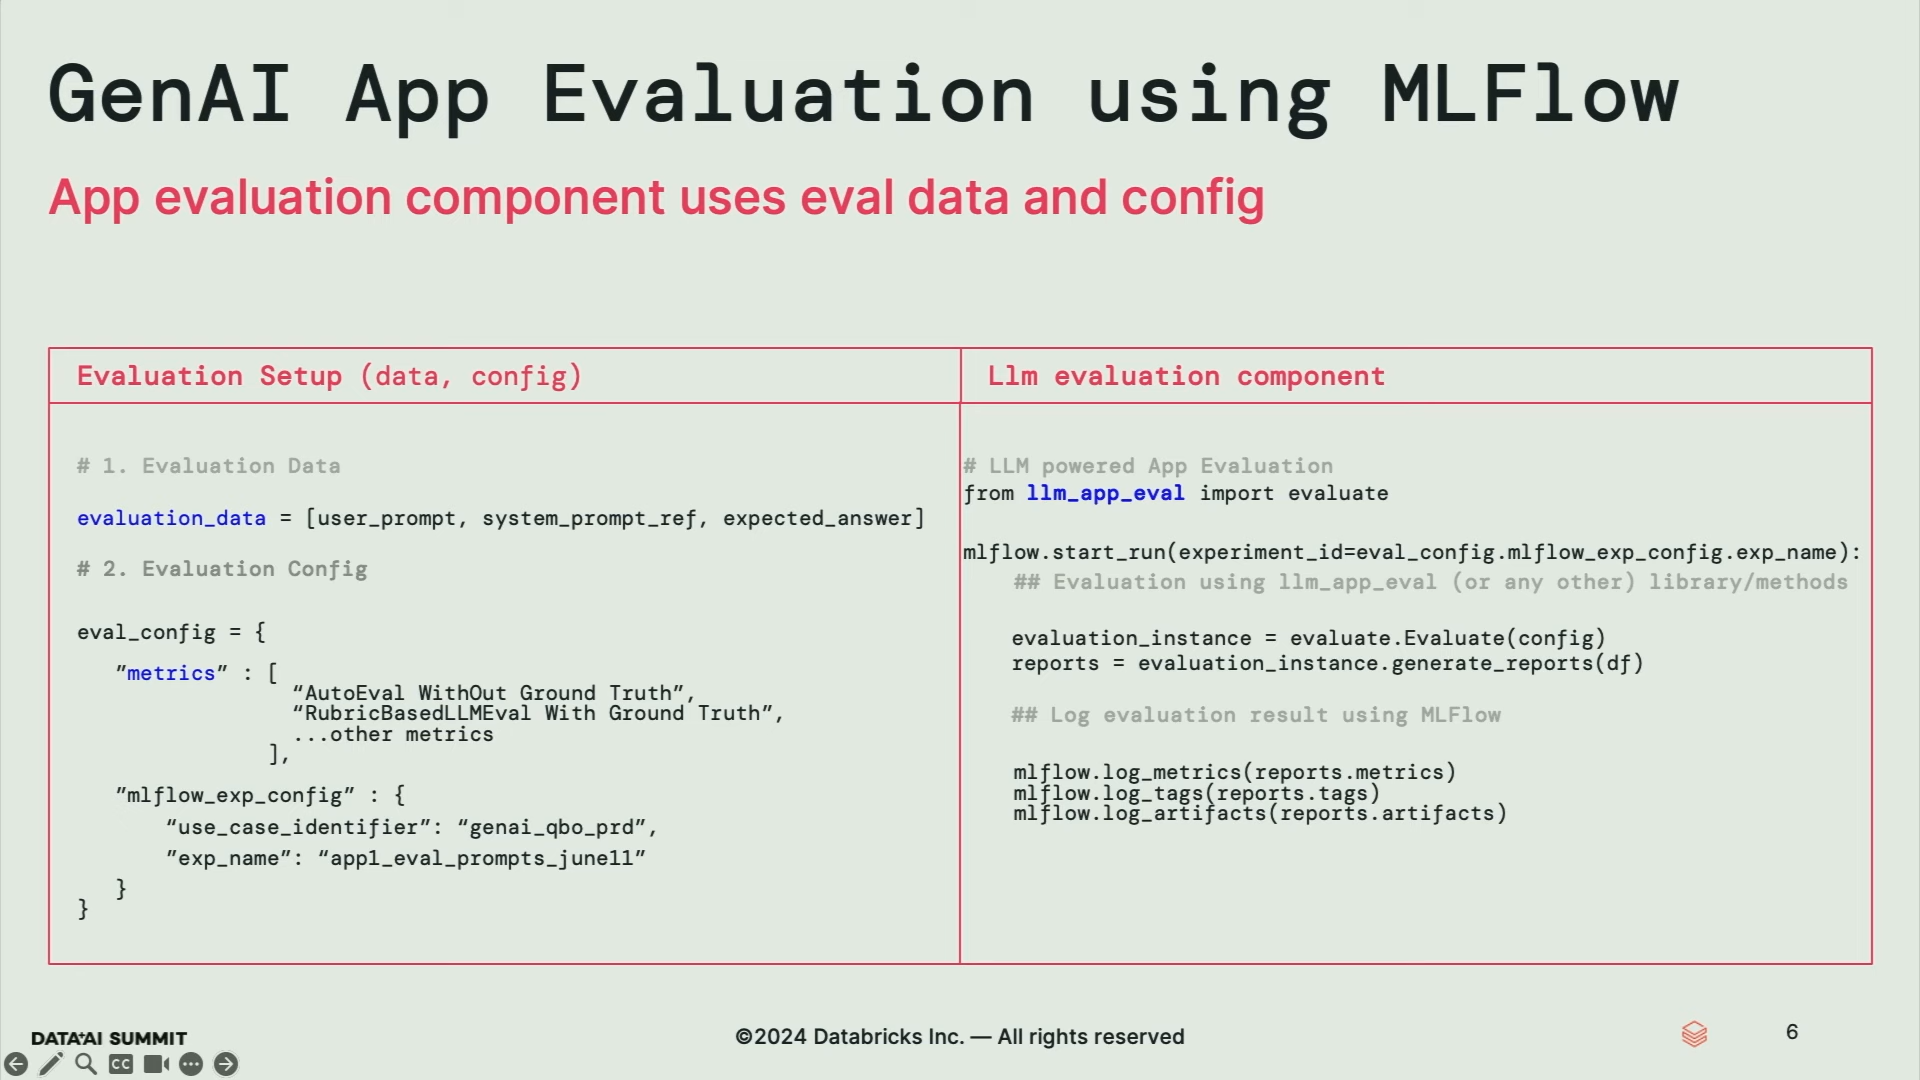 GenAI App Evaluation using MLFlow
App evaluation component uses eval data and config
Evaluation Setup (data, config)
# 1. Evaluation Data
evaluation_data = [user_prompt, system_prompt_ref, expected_answer]
# 2. Evaluation Config
eval_config = {
”metrics” : [
“AutoEval WithOut Ground Truth”,
“RubricBasedLLMEval With Ground Truth”,
...other metrics
],
”mlflow_exp_config” : {
“use_case_identifier”: “genai_qbo_prd”,
”exp_name”: “app1_eval_prompts_june11”
}
}
Llm evaluation component
# LLM powered App Evaluation
from llm_app_eval import evaluate
mlflow.start_run(experiment_id=eval_config.mlflow_exp_config.exp_name):
## Evaluation using llm_app_eval (or any other) library/methods
evaluation_instance = evaluate.Evaluate(config)
reports = evaluation_instance.generate_reports(df)
## Log evaluation result using MLFlow
mlflow.log_metrics(reports.metrics)
mlflow.log_tags(reports.tags)
mlflow.log_artifacts(reports.artifacts)
DATA+AI SUMMIT
©2024 Databricks Inc. — All rights reserved
6
CC